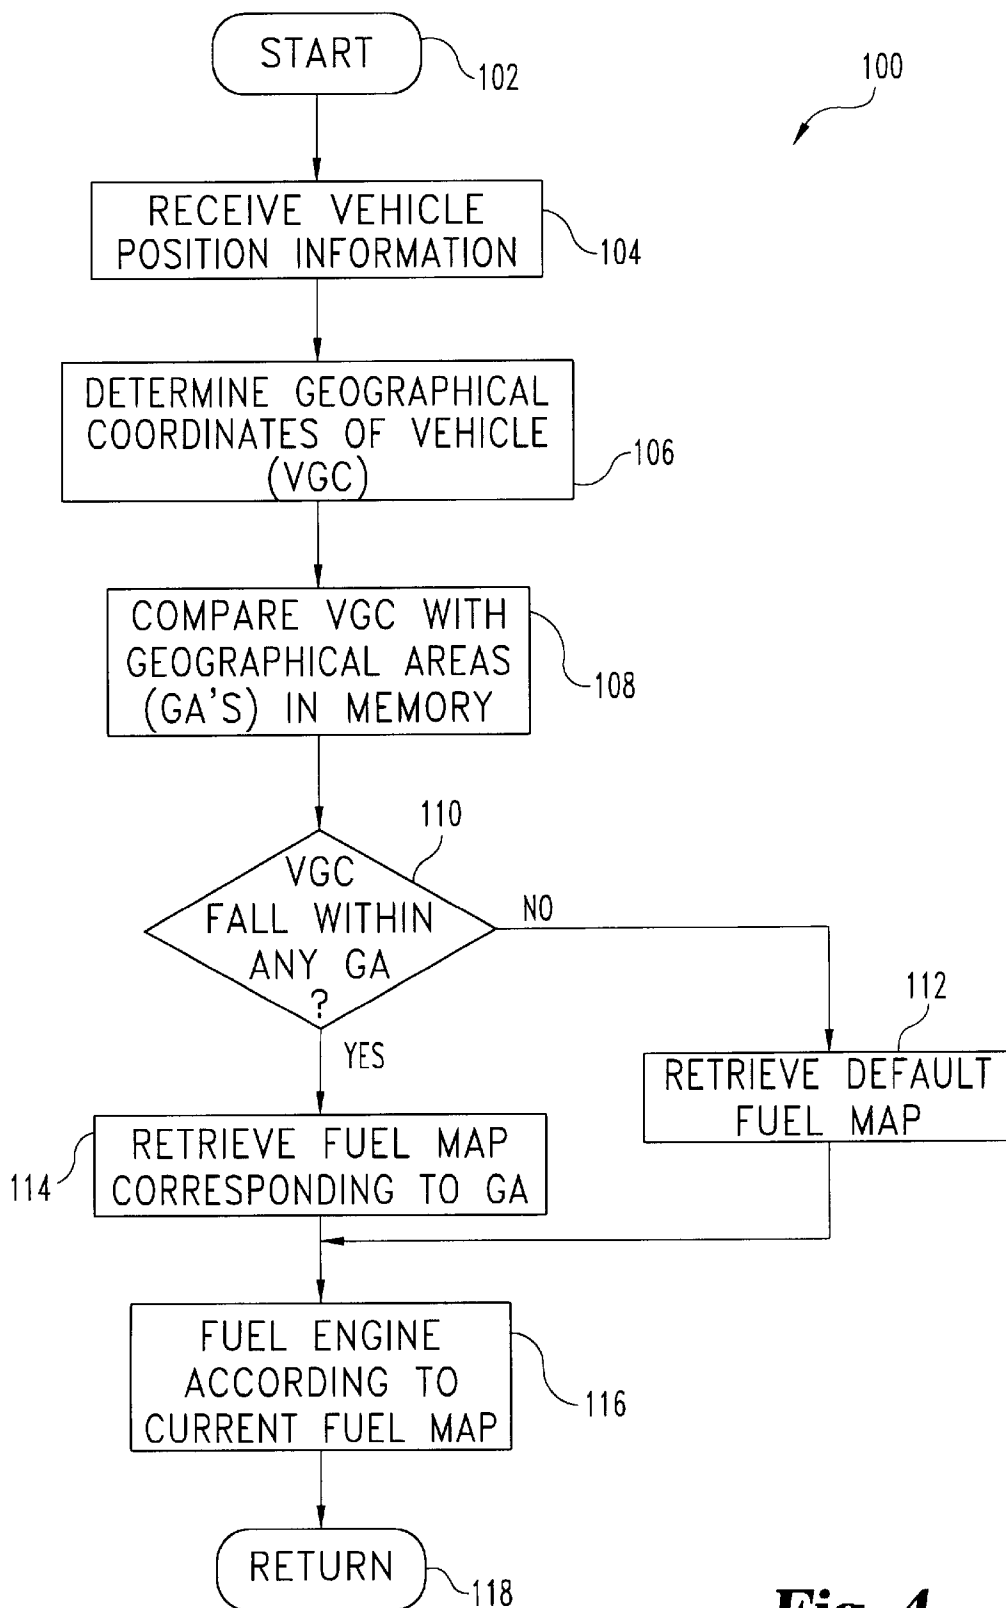 START
102
100
RECEIVE VEHICLE
POSITION INFORMATION
104
DETERMINE GEOGRAPHICAL
COORDINATES OF VEHICLE
(VGC)
106
COMPARE VGC WITH
GEOGRAPHICAL AREAS
(GA'S) IN MEMORY
108
110
VGC
FALL WITHIN
ANY GA
?
NO
YES
112
RETRIEVE DEFAULT
FUEL MAP
RETRIEVE FUEL MAP
CORRESPONDING TO GA
114
FUEL ENGINE
ACCORDING TO
CURRENT FUEL MAP
116
RETURN
118
Fig. 4